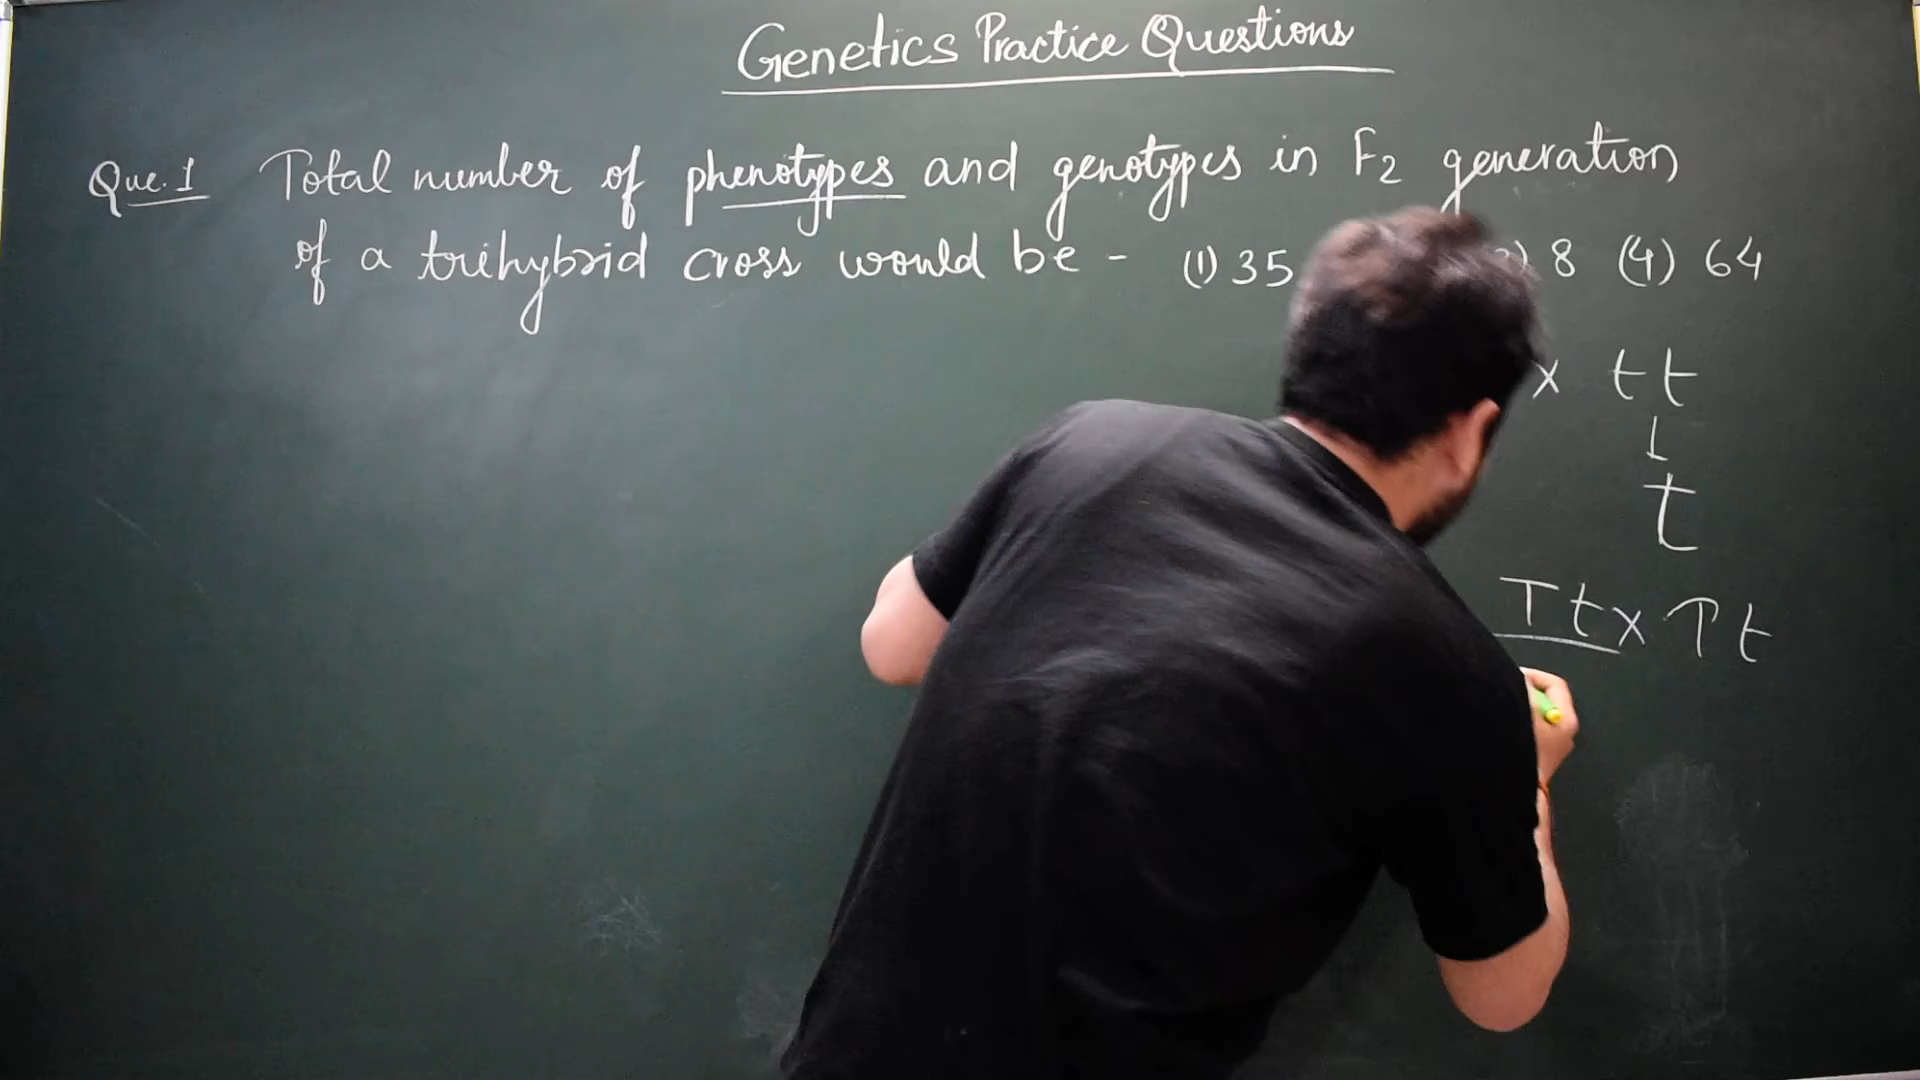 Genetics Practice Questions
Que. 1 Total number of phenotypes and genotypes in F2 generation
of a trihybrid cross would be - (1) 35 8 (4) 64
x tt
t
Tt x Tt